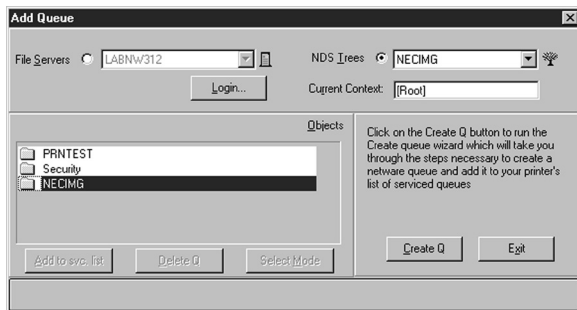 Add Queue
File Servers LABNW312
Login...
NDS Trees NECIMG
Current Context: [Root]
Objects
PRNTEST
Security
NECIMG
Add to svc. list Delete Q Select Mode
Click on the Create Q button to run the
Create queue wizard which will take you
through the steps necessary to create a
netware queue and add it to your printer's
list of serviced queues
Create Q Exit